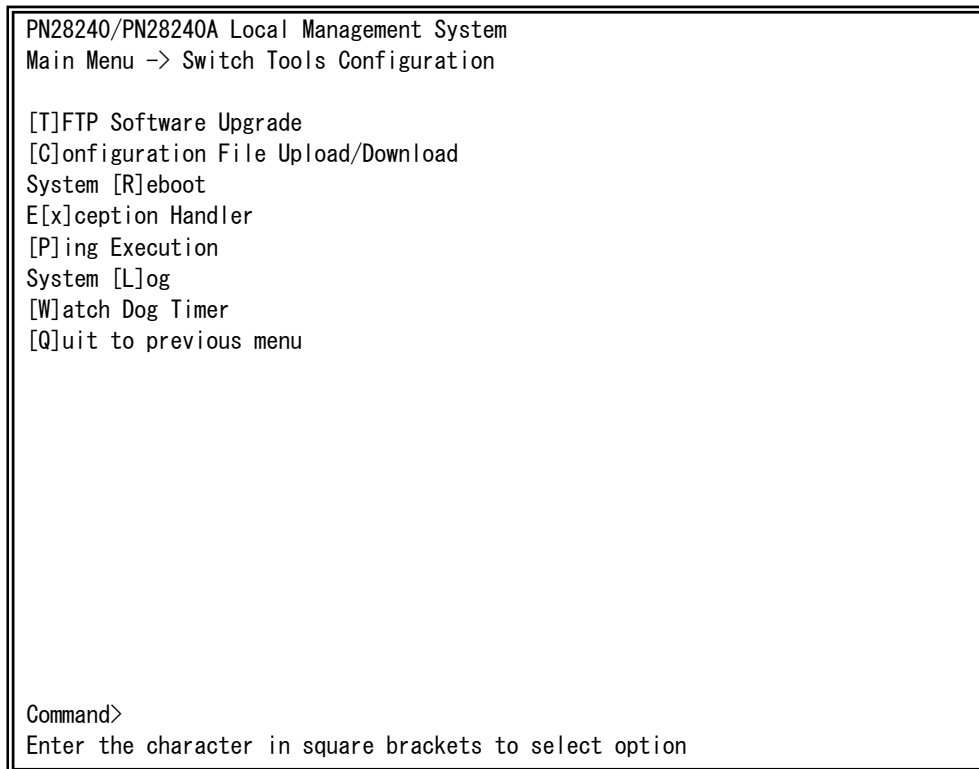 PN28240/PN28240A Local Management System
Main Menu -> Switch Tools Configuration
[T]FTP Software Upgrade
[C]onfiguration File Upload/Download
System [R]eboot
E[x]ception Handler
[P]ing Execution
System [L]og
[W]atch Dog Timer
[Q]uit to previous menu
Command>
Enter the character in square brackets to select option